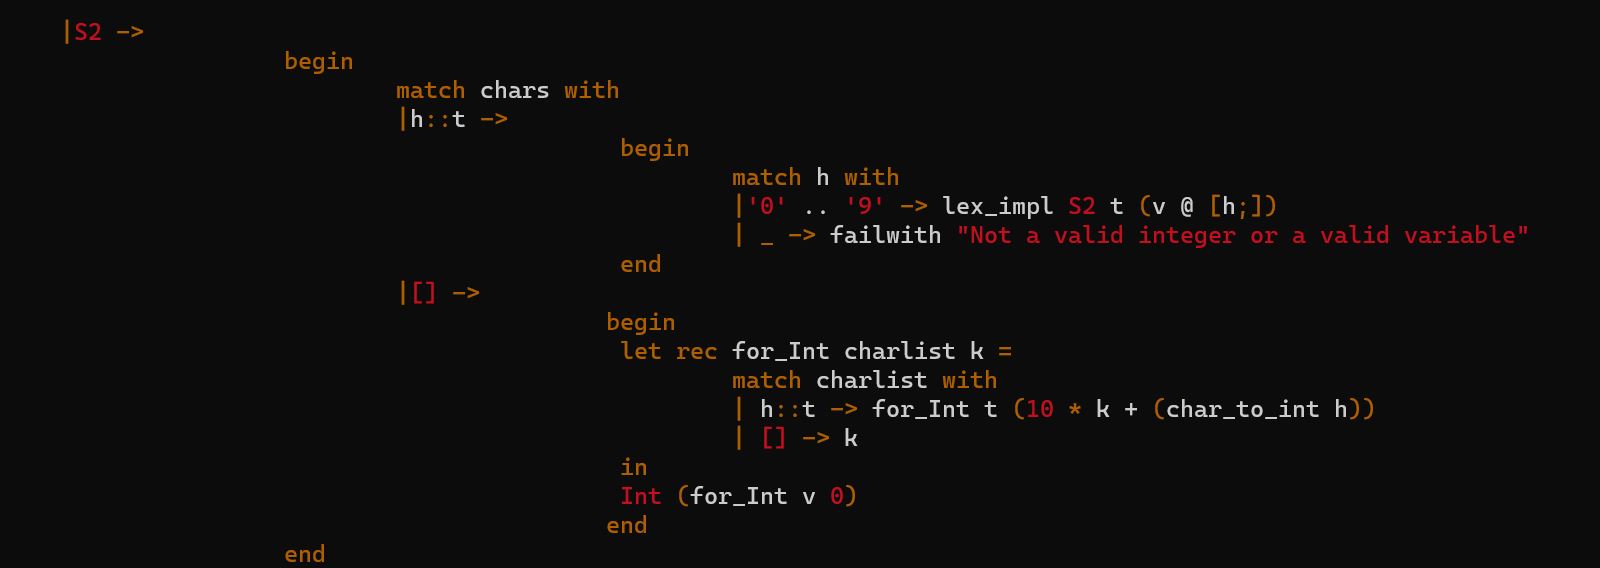 |S2 ->
begin
match chars with
|h::t ->
begin
match h with
|'0' .. '9' -> lex_impl S2 t (v @ [h;])
| _ -> failwith "Not a valid integer or a valid variable"
end
|[] ->
begin
let rec for_Int charlist k =
match charlist with
| h::t -> for_Int t (10 * k + (char_to_int h))
| [] -> k
in
Int (for_Int v 0)
end
end